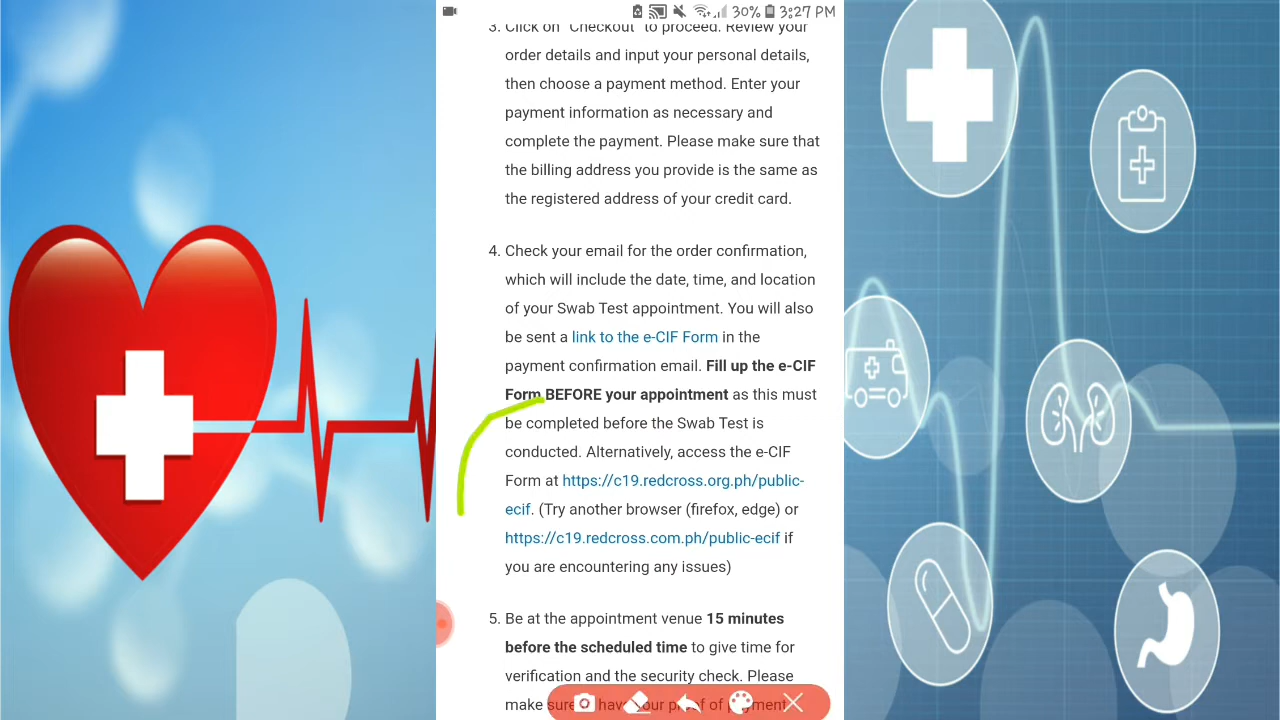 30% 3:27 PM
3. Click on "Checkout" to proceed. Review your
order details and input your personal details,
then choose a payment method. Enter your
payment information as necessary and
complete the payment. Please make sure that
the billing address you provide is the same as
the registered address of your credit card.
4. Check your email for the order confirmation,
which will include the date, time, and location
of your Swab Test appointment. You will also
be sent a link to the e-CIF Form in the
payment confirmation email. Fill up the e-CIF
Form BEFORE your appointment as this must
be completed before the Swab Test is
conducted. Alternatively, access the e-CIF
Form at https://c19.redcross.org.ph/public-
ecif. (Try another browser (firefox, edge) or
https://c19.redcross.com.ph/public-ecif if
you are encountering any issues)
5. Be at the appointment venue 15 minutes
before the scheduled time to give time for
verification and the security check. Please
make sure to have your proof of payment